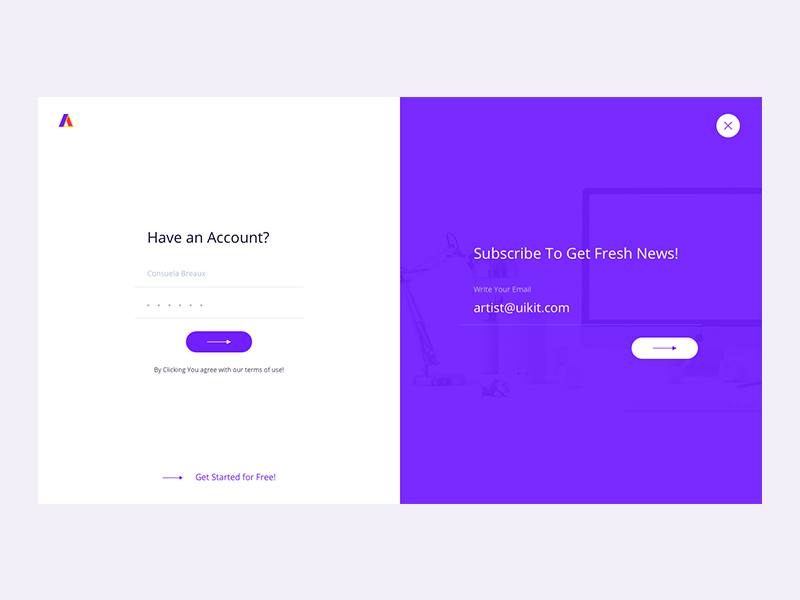 Have an Account?
Consuela Breaux
By Clicking You agree with our terms of use!
Get Started for Free!
Subscribe To Get Fresh News!
Write Your Email
artist@uikit.com